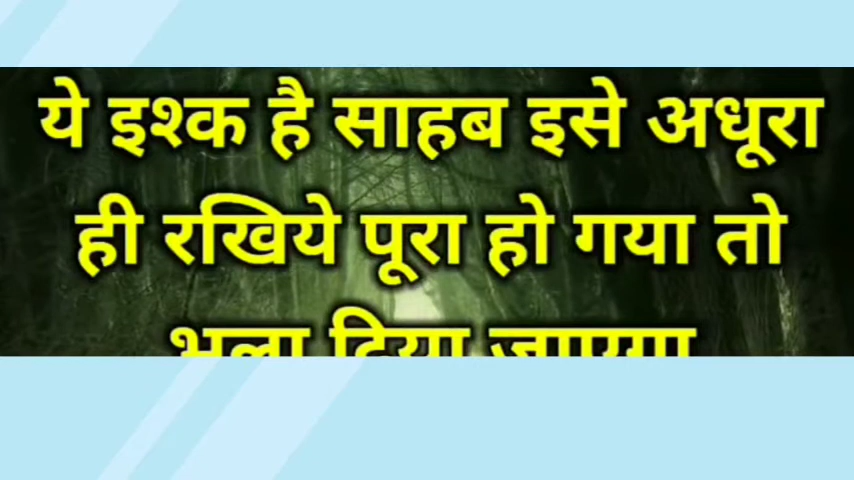 ये इश्क है साहब इसे अधूरा
ही रखिये पूरा हो गया तो